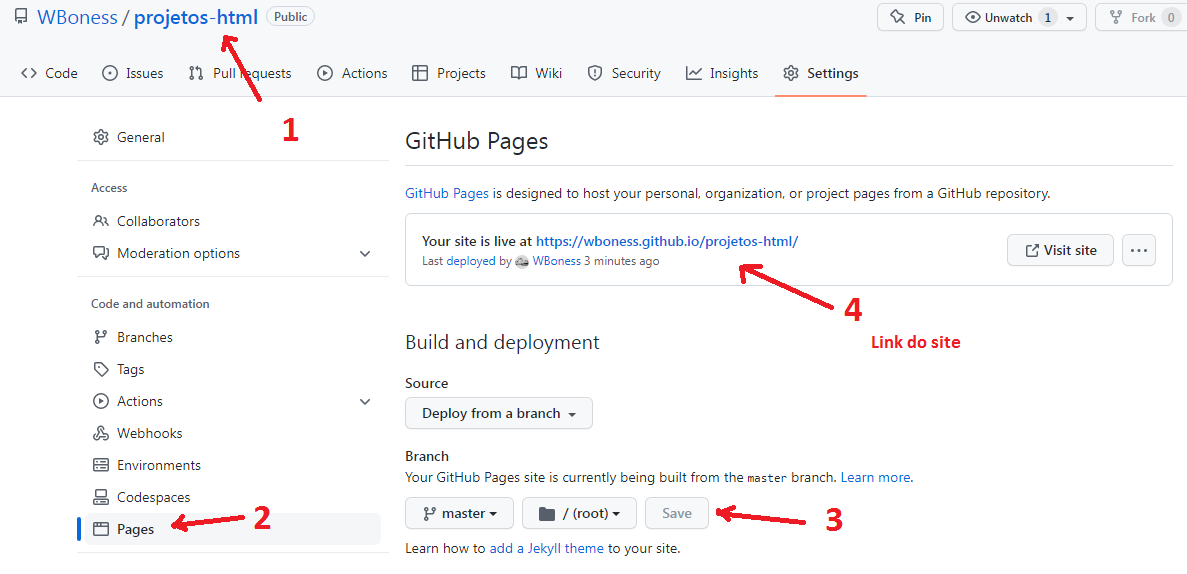 WBoness / projetos-html Public
Pin
Unwatch 1
Fork 0
Code Issues Pull requests Actions Projects Wiki Security Insights Settings
1
General
Access
Collaborators
Moderation options
Code and automation
Branches
Tags
Actions
Webhooks
Environments
Codespaces
Pages
2
GitHub Pages
GitHub Pages is designed to host your personal, organization, or project pages from a GitHub repository.
Your site is live at https://wboness.github.io/projetos-html/
Last deployed by WBoness 3 minutes ago
Visit site
4
Link do site
Build and deployment
Source
Deploy from a branch
Branch
Your GitHub Pages site is currently being built from the master branch. Learn more.
master / (root) Save
3
Learn how to add a Jekyll theme to your site.